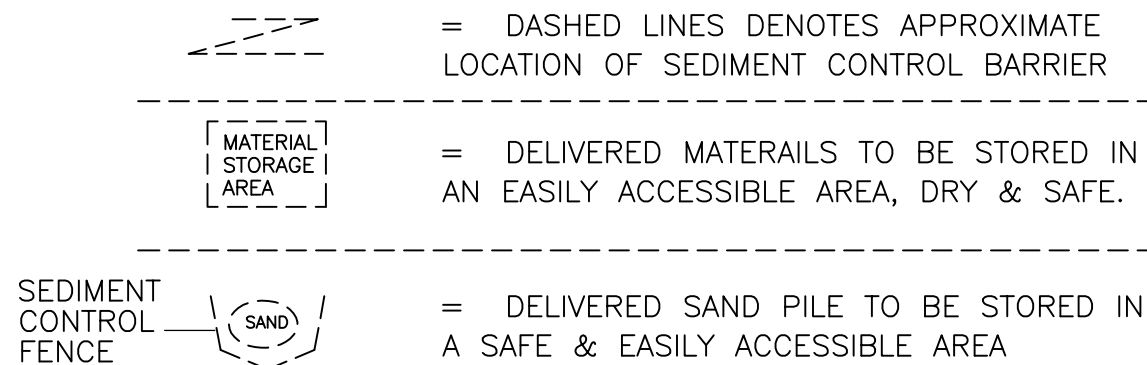 = DASHED LINES DENOTES APPROXIMATE
LOCATION OF SEDIMENT CONTROL BARRIER
MATERIAL
STORAGE
AREA
= DELIVERED MATERAILS TO BE STORED IN
AN EASILY ACCESSIBLE AREA, DRY & SAFE.
SEDIMENT
CONTROL
FENCE
SAND
= DELIVERED SAND PILE TO BE STORED IN
A SAFE & EASILY ACCESSIBLE AREA